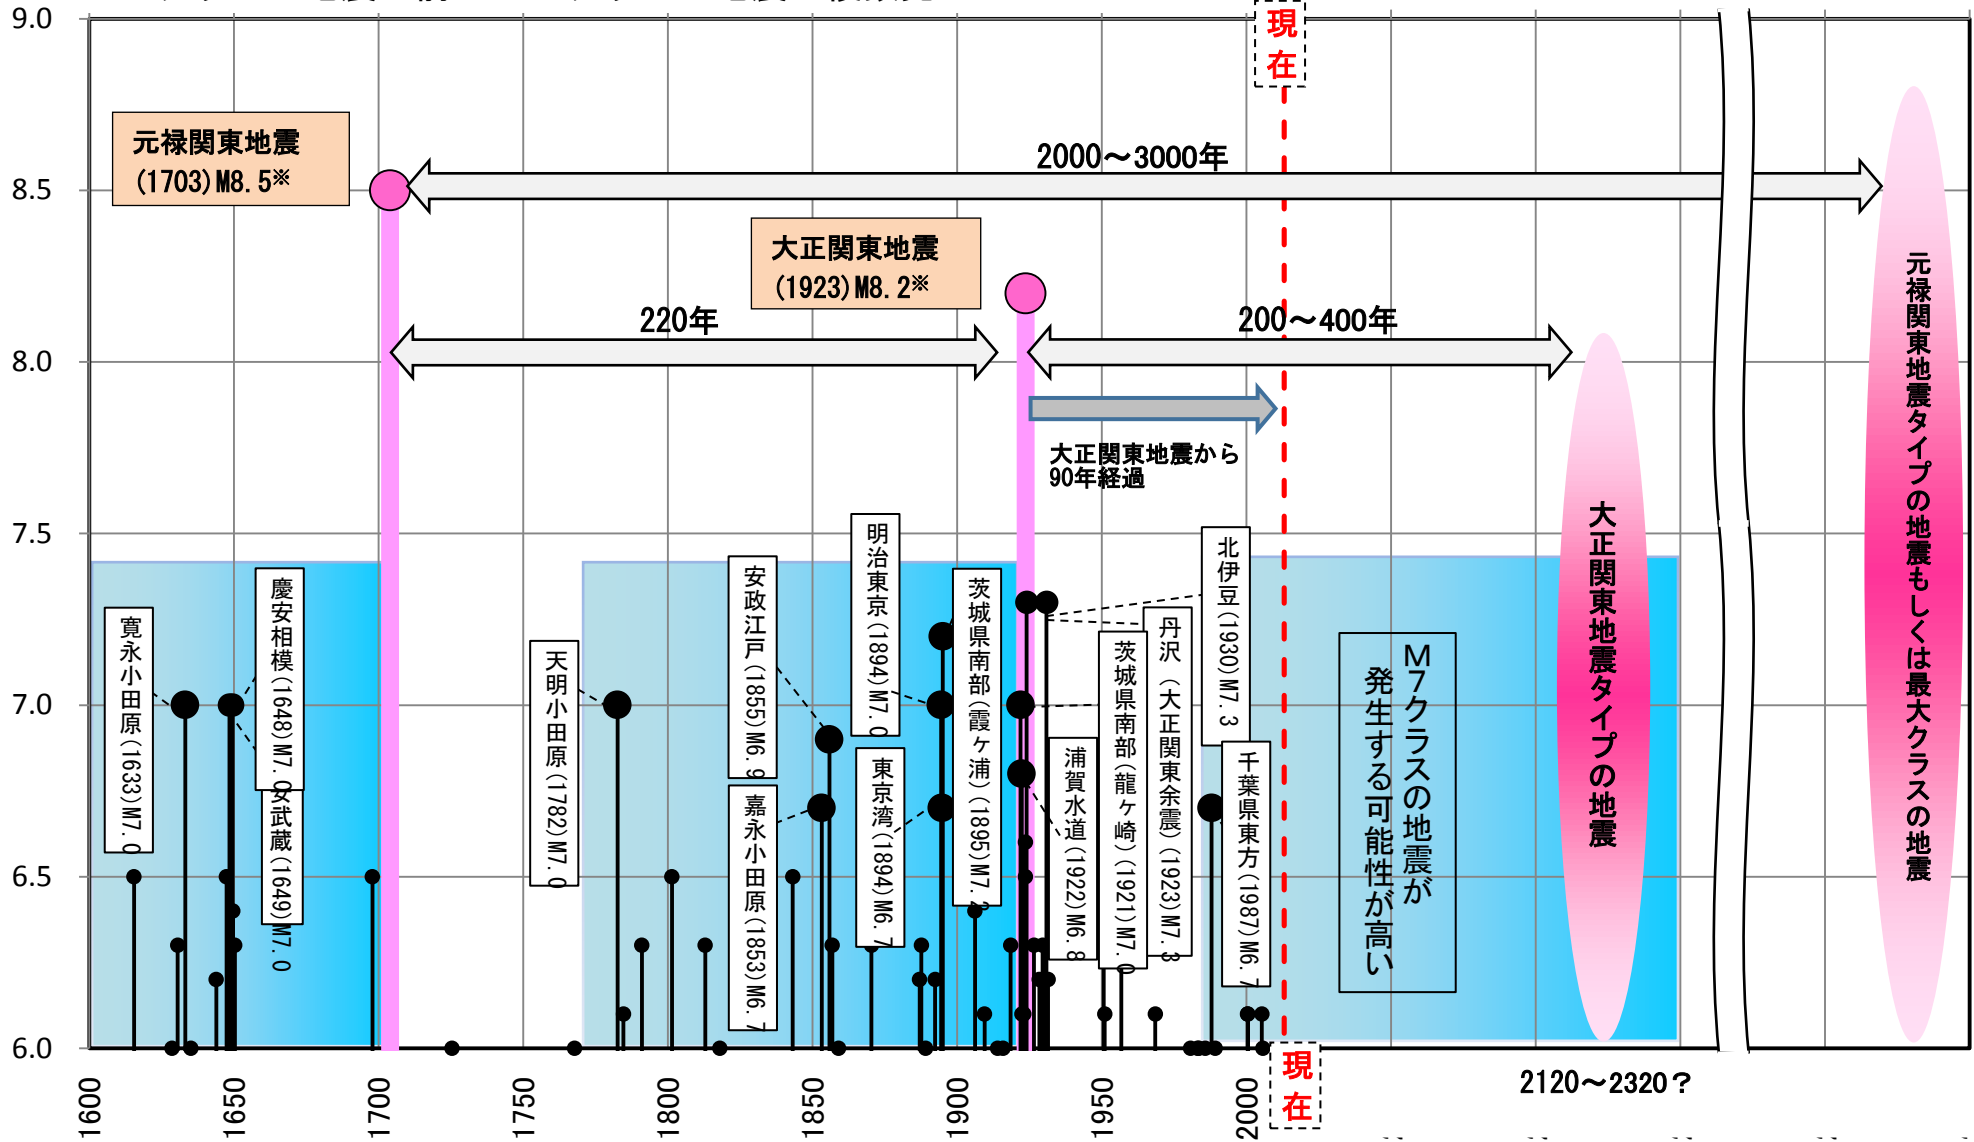 9.0
8.5
8.0
7.5
7.0
6.5
6.0
現在
元禄関東地震
(1703)M8.5※
2000～3000年
大正関東地震
(1923)M8.2※
220年
200～400年
大正関東地震から
90年経過
寛永小田原(1633)M7.0
慶安相模(1648)M7.0
安武蔵(1649)M7.0
天明小田原(1782)M7.0
安政江戸(1855)M6.9
嘉永小田原(1853)M6.7
明治東京(1894)M7.0
東京湾(1894)M6.7
茨城県南部(霞ヶ浦)(1895)M7.2
浦賀水道(1922)M6.8
茨城県南部(龍ヶ崎)(1921)M7.0
丹沢(大正関東余震)(1923)M7.3
北伊豆(1930)M7.3
千葉県東方(1987)M6.7
M7クラスの地震が
発生する可能性が高い
大正関東地震タイプの地震
元禄関東地震タイプの地震もしくは最大クラスの地震
1600
1650
1700
1750
1800
1850
1900
1950
2000
現在
2120～2320？